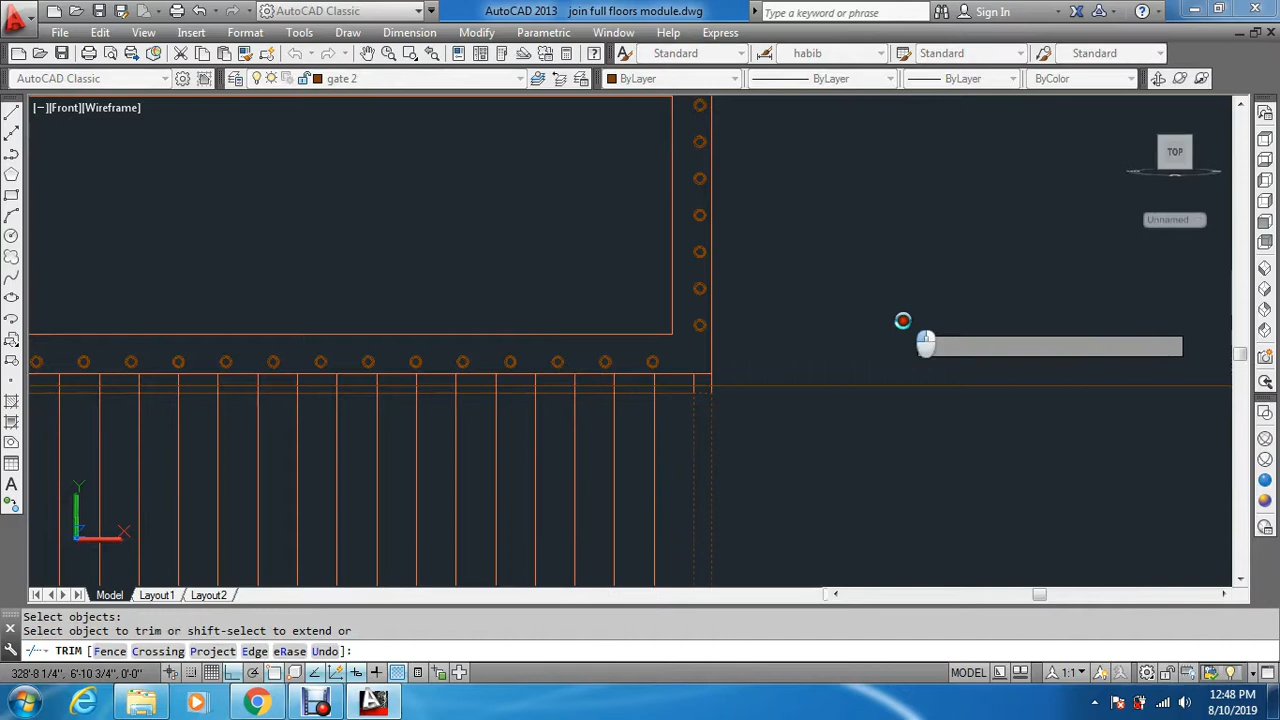 AutoCAD Classic
AutoCAD 2013 join full floors module.dwg
Type a keyword or phrase
Sign In
File Edit View Insert Format Tools Draw Dimension Modify Parametric Window Help Express
Standard habib Standard Standard
AutoCAD Classic
gate 2
ByLayer ByLayer ByLayer ByColor
[−][Front][Wireframe]
TOP
Unnamed
Y
X
Model Layout1 Layout2
Select objects:
Select object to trim or shift-select to extend or
TRIM [Fence Crossing Project Edge eRase Undo]:
328'-8 1/4", 6'-10 3/4", 0'-0"
MODEL
1:1
12:48 PM
8/10/2019